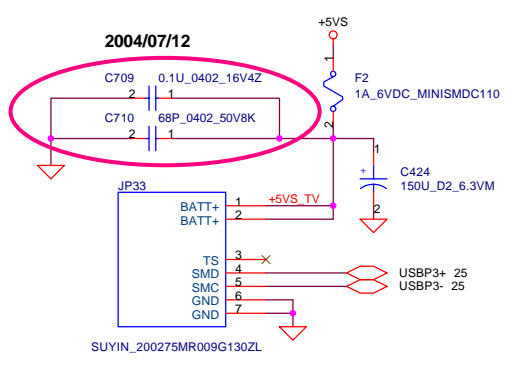 +5VS
2004/07/12
C709 0.1U_0402_16V4Z
2 1
C710 68P_0402_50V8K
2 1
1
F2
1A_6VDC_MINISMDC110
2
1
+
C424
150U_D2_6.3VM
2
JP33
+5VS_TV
BATT+ 1
BATT+ 2
TS 3
SMD 4 USBP3+ 25
SMC 5 USBP3- 25
GND 6
GND 7
SUYIN_200275MR009G130ZL